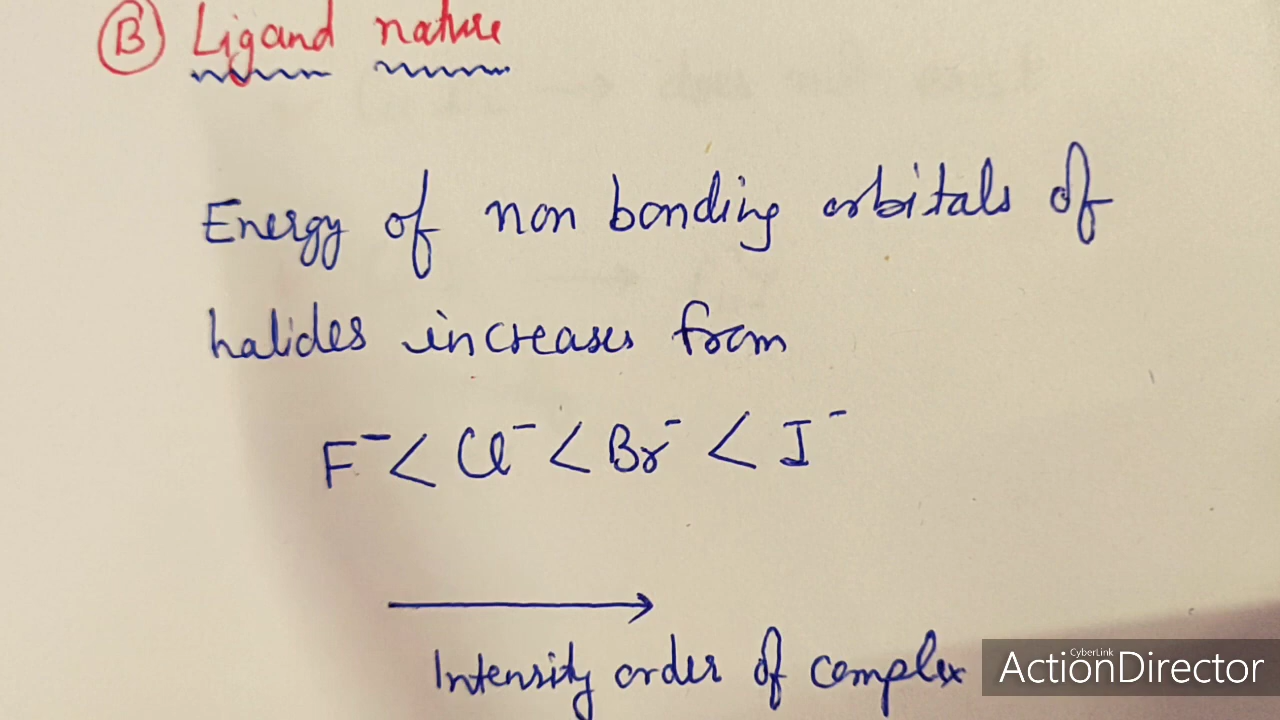 B Ligand nature
Energy of non bonding orbitals of
halides increases from
F⁻ < Cl⁻ < Br⁻ < I⁻
Intensity order of complex
CyberLink
ActionDirector